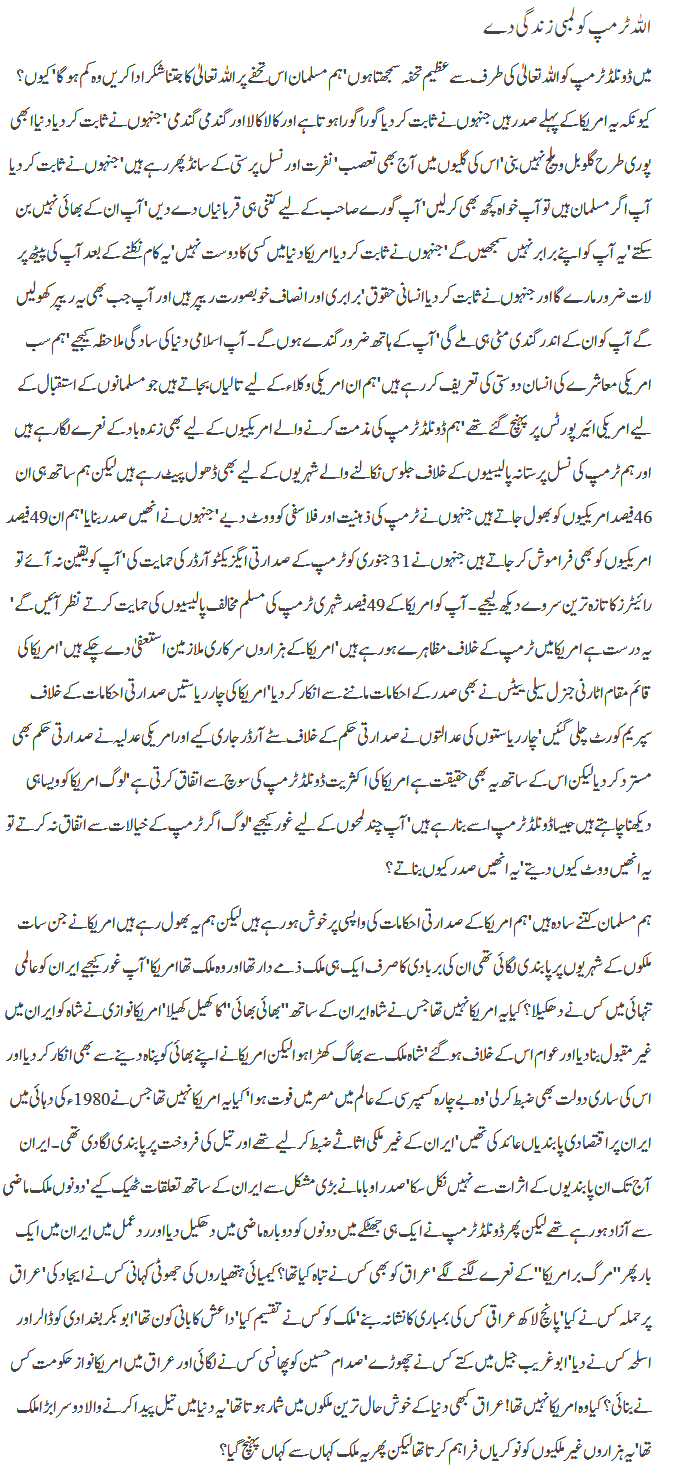 اللہ ٹرمپ کو لمبی زندگی دے
میں ڈونلڈ ٹرمپ کو اللہ تعالیٰ کی طرف سے عظیم تحفہ سمجھتا ہوں' ہم مسلمان اس تحفے پر اللہ تعالیٰ کا جتنا شکر ادا کریں وہ کم ہو گا' کیوں؟
کیونکہ یہ امریکا کے پہلے صدر ہیں جنہوں نے ثابت کر دیا گورا گورا ہوتا ہے اور کالا کالا اور گندمی گندمی' جنہوں نے ثابت کر دیا دنیا ابھی
پوری طرح گلوبل ویلج نہیں بنی' اس کی گلیوں میں آج بھی تعصب' نفرت اور نسل پرستی کے سانڈ پھر رہے ہیں' جنہوں نے ثابت کر دیا
آپ اگر مسلمان ہیں تو آپ خواہ کچھ بھی کر لیں' آپ گورے صاحب کے لیے کتنی ہی قربانیاں دے دیں' آپ ان کے بھائی نہیں بن
سکتے' یہ آپ کو اپنے برابر نہیں سمجھیں گے' جنہوں نے ثابت کر دیا امریکا دنیا میں کسی کا دوست نہیں' یہ کام نکلنے کے بعد آپ کی پیٹھ پر
لات ضرور مارے گا اور جنہوں نے ثابت کر دیا انسانی حقوق' برابری اور انصاف خوبصورت ریپر ہیں اور آپ جب بھی یہ ریپر کھولیں
گے آپ کو ان کے اندر گندی مٹی ہی ملے گی' آپ کے ہاتھ ضرور گندے ہوں گے۔ آپ اسلامی دنیا کی سادگی ملاحظہ کیجیے' ہم سب
امریکی معاشرے کی انسان دوستی کی تعریف کر رہے ہیں' ہم ان امریکی وکلاء کے لیے تالیاں بجاتے ہیں جو مسلمانوں کے استقبال کے
لیے امریکی ائیرپورٹس پر پہنچ گئے تھے' ہم ڈونلڈ ٹرمپ کی مذمت کرنے والے امریکیوں کے لیے بھی زندہ باد کے نعرے لگا رہے ہیں
اور ہم ٹرمپ کی نسل پرستانہ پالیسیوں کے خلاف جلوس نکالنے والے شہریوں کے لیے بھی ڈھول پیٹ رہے ہیں لیکن ہم ساتھ ہی ان
46 فیصد امریکیوں کو بھول جاتے ہیں جنہوں نے ٹرمپ کی ذہنیت اور فلاسفی کو ووٹ دیے' جنہوں نے انھیں صدر بنایا' ہم ان 49 فیصد
امریکیوں کو بھی فراموش کر جاتے ہیں جنہوں نے 31 جنوری کو ٹرمپ کے صدارتی ایگزیکٹو آرڈر کی حمایت کی' آپ کو یقین نہ آئے تو
رائیٹرز کا تازہ ترین سروے دیکھ لیجیے۔ آپ کو امریکا کے 49 فیصد شہری ٹرمپ کی مسلم مخالف پالیسیوں کی حمایت کرتے نظر آئیں گے'
یہ درست ہے امریکا میں ٹرمپ کے خلاف مظاہرے ہو رہے ہیں' امریکا کے ہزاروں سرکاری ملازمین استعفیٰ دے چکے ہیں' امریکا کی
قائم مقام اٹارنی جنرل سیلی ییٹس نے بھی صدر کے احکامات ماننے سے انکار کر دیا' امریکا کی چار ریاستیں صدارتی احکامات کے خلاف
سپریم کورٹ چلی گئیں' چار ریاستوں کی عدالتوں نے صدارتی حکم کے خلاف سٹے آرڈر جاری کیے اور امریکی عدلیہ نے صدارتی حکم بھی
مسترد کر دیا لیکن اس کے ساتھ یہ بھی حقیقت ہے امریکا کی اکثریت ڈونلڈ ٹرمپ کی سوچ سے اتفاق کرتی ہے' لوگ امریکا کو ویسا ہی
دیکھنا چاہتے ہیں جیسا ڈونلڈ ٹرمپ اسے بنا رہے ہیں' آپ چند لمحوں کے لیے غور کیجیے' لوگ اگر ٹرمپ کے خیالات سے اتفاق نہ کرتے تو
یہ انھیں ووٹ کیوں دیتے' یہ انھیں صدر کیوں بناتے؟
ہم مسلمان کتنے سادہ ہیں' ہم امریکا کے صدارتی احکامات کی واپسی پر خوش ہو رہے ہیں لیکن ہم یہ بھول رہے ہیں امریکا نے جن سات
ملکوں کے شہریوں پر پابندی لگائی تھی ان کی بربادی کا صرف ایک ہی ملک ذمے دار تھا اور وہ ملک تھا امریکا' آپ غور کیجیے ایران کو عالمی
تنہائی میں کس نے دھکیلا؟ کیا یہ امریکا نہیں تھا جس نے شاہ ایران کے ساتھ ''بھائی بھائی'' کا کھیل کھیلا' امریکا نوازی نے شاہ کو ایران میں
غیر مقبول بنا دیا اور عوام اس کے خلاف ہو گئے' شاہ ملک سے بھاگ کھڑا ہوا لیکن امریکا نے اپنے بھائی کو پناہ دینے سے بھی انکار کر دیا اور
اس کی ساری دولت بھی ضبط کر لی' وہ بے چارہ کسمپرسی کے عالم میں مصر میں فوت ہوا' کیا یہ امریکا نہیں تھا جس نے 1980ء کی دہائی میں
ایران پر اقتصادی پابندیاں عائد کی تھیں' ایران کے غیر ملکی اثاثے ضبط کر لیے تھے اور تیل کی فروخت پر پابندی لگا دی تھی۔ ایران
آج تک ان پابندیوں کے اثرات سے نہیں نکل سکا' صدر اوباما نے بڑی مشکل سے ایران کے ساتھ تعلقات ٹھیک کیے' دونوں ملک ماضی
سے آزاد ہو رہے تھے لیکن پھر ڈونلڈ ٹرمپ نے ایک ہی جھٹکے میں دونوں کو دوبارہ ماضی میں دھکیل دیا اور رد عمل میں ایران میں ایک
بار پھر ''مرگ بر امریکا'' کے نعرے لگنے لگے' عراق کو بھی کس نے تباہ کیا تھا؟ کیمیائی ہتھیاروں کی جھوٹی کہانی کس نے ایجاد کی' عراق
پر حملہ کس نے کیا' پانچ لاکھ عراقی کس کی بمباری کا نشانہ بنے' ملک کو کس نے تقسیم کیا' داعش کا بانی کون تھا' ابوبکر بغدادی کو ڈالر اور
اسلحہ کس نے دیا' ابو غریب جیل میں کتے کس نے چھوڑے' صدام حسین کو پھانسی کس نے لگائی اور عراق میں امریکا نواز حکومت کس
نے بنائی؟ کیا وہ امریکا نہیں تھا! عراق کبھی دنیا کے خوش حال ترین ملکوں میں شمار ہوتا تھا' یہ دنیا میں تیل پیدا کرنے والا دوسرا بڑا ملک
تھا' یہ ہزاروں غیر ملکیوں کو نوکریاں فراہم کرتا تھا لیکن پھر یہ ملک کہاں سے کہاں پہنچ گیا؟